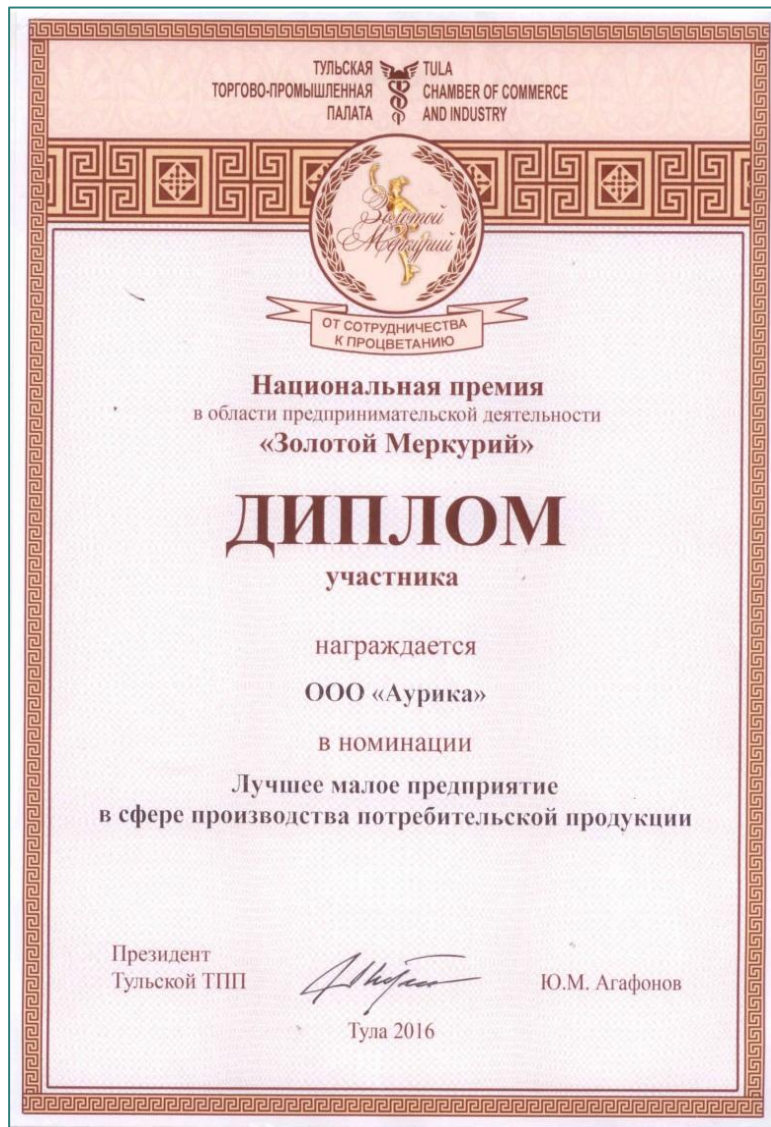 ТУЛЬСКАЯ
ТОРГОВО-ПРОМЫШЛЕННАЯ
ПАЛАТА
TULA
CHAMBER OF COMMERCE
AND INDUSTRY
Золотой
Меркурий
ОТ СОТРУДНИЧЕСТВА
К ПРОЦВЕТАНИЮ
Национальная премия
в области предпринимательской деятельности
«Золотой Меркурий»
ДИПЛОМ
участника
награждается
ООО «Аурика»
в номинации
Лучшее малое предприятие
в сфере производства потребительской продукции
Президент
Тульской ТПП
Ю.М. Агафонов
Тула 2016